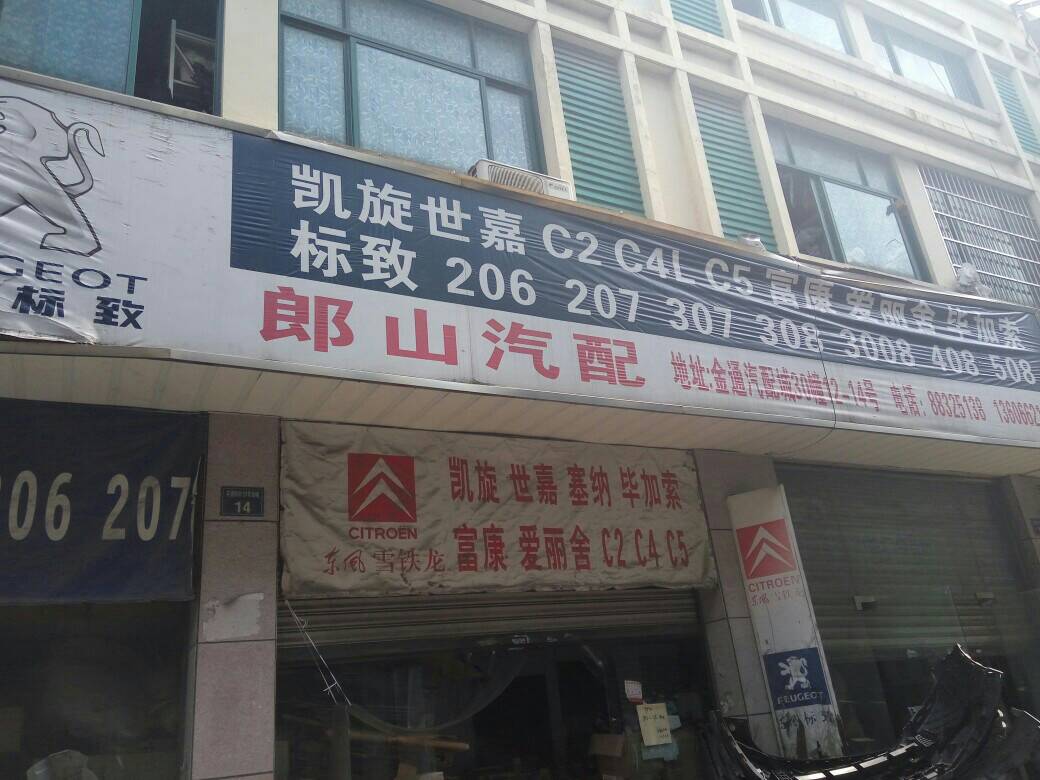 凯旋世嘉 C2 C4L C5 富康 爱丽舍 毕加索
标致 206 207 307 308 3008 408 508
GEOT
标致
郎山汽配
地址:金通汽配城30幢12_14号 电话: 88325138
206 207
14
CITROEN
东风雪铁龙
凯旋 世嘉 塞纳 毕加索
富康 爱丽舍 C2 C4 C5
CITROEN
PEUGEOT